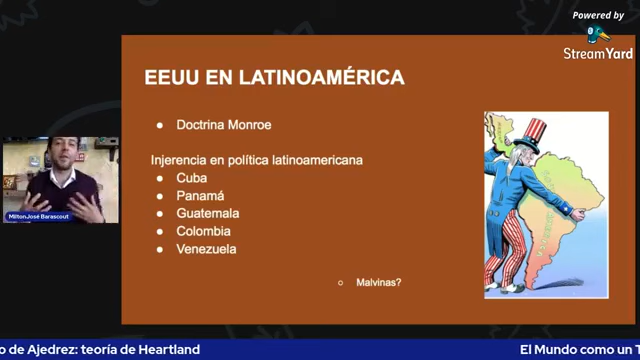 Powered by
StreamYard
EEUU EN LATINOAMÉRICA
● Doctrina Monroe
Injerencia en política latinoamericana
● Cuba
● Panamá
● Guatemala
● Colombia
● Venezuela
○ Malvinas?
MiltonJosé Barascout
o de Ajedrez: teoría de Heartland
El Mundo como un T